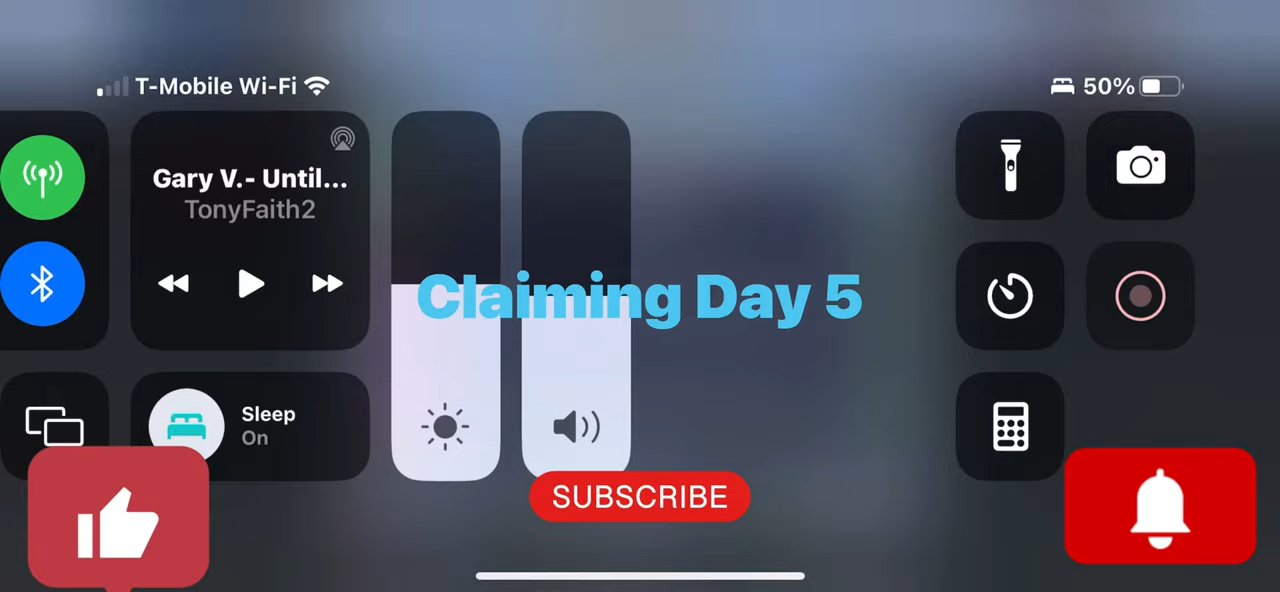 T-Mobile Wi-Fi
50%
Gary V.- Until...
TonyFaith2
Claiming Day 5
Sleep
On
SUBSCRIBE